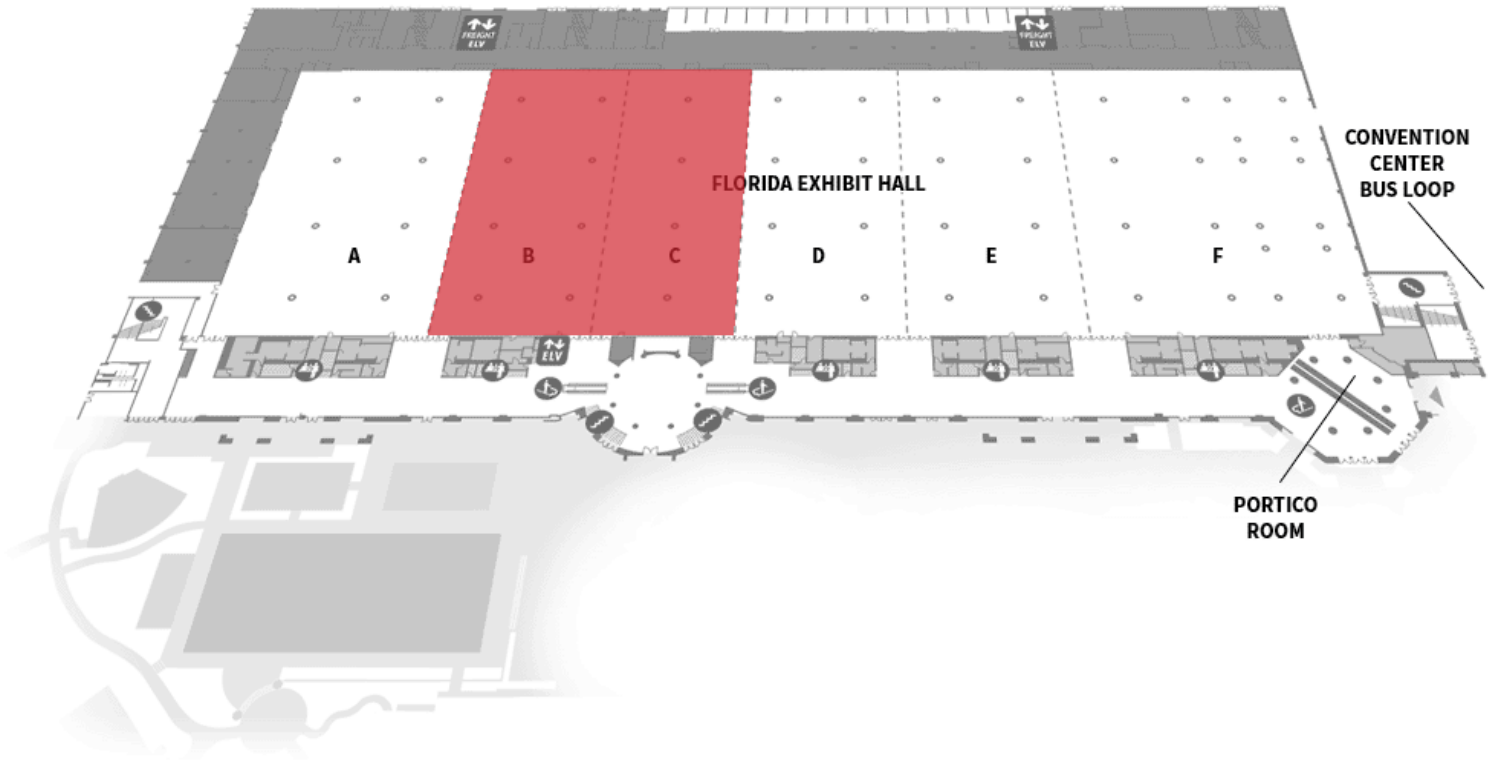 FREIGHT
ELV
FREIGHT
ELV
CONVENTION
CENTER
BUS LOOP
FLORIDA EXHIBIT HALL
A
B
C
D
E
F
ELV
PORTICO
ROOM